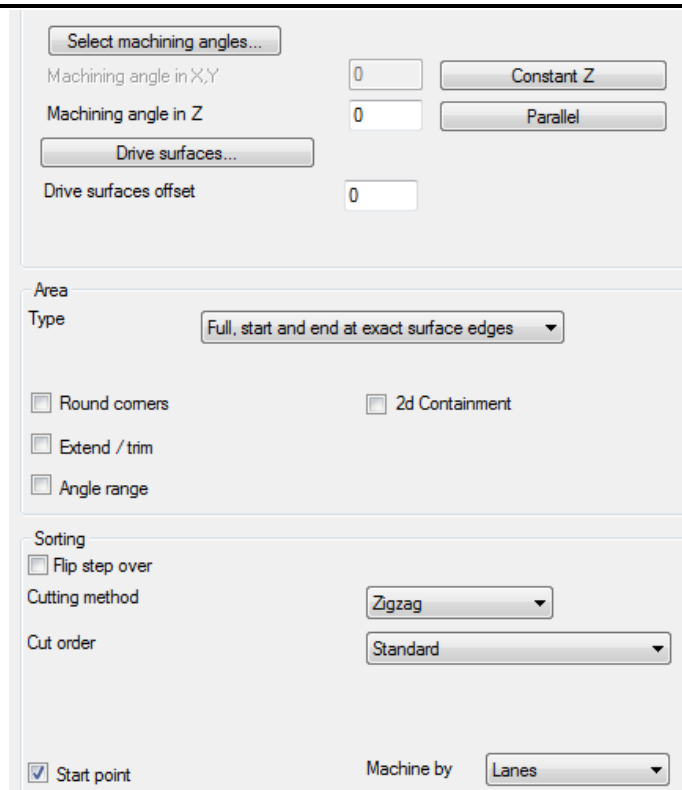 Select machining angles...
Machining angle in X,Y 0 Constant Z
Machining angle in Z 0 Parallel
Drive surfaces...
Drive surfaces offset 0
Area
Type Full, start and end at exact surface edges
Round corners 2d Containment
Extend / trim
Angle range
Sorting
Flip step over
Cutting method Zigzag
Cut order Standard
Start point Machine by Lanes